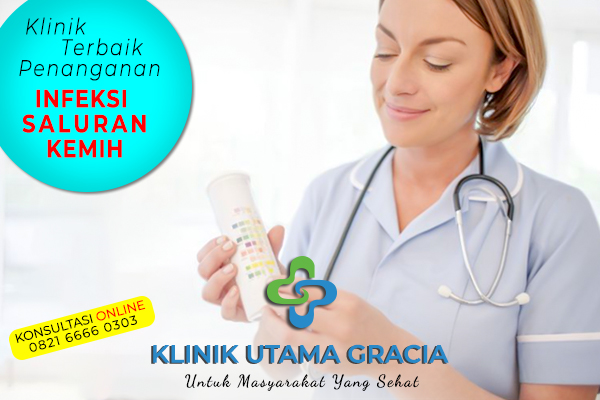 Klinik
Terbaik
Penanganan
INFEKSI
SALURAN
KEMIH
KONSULTASI ONLINE
0821 6666 0303
KLINIK UTAMA GRACIA
Untuk Masyarakat Yang Sehat